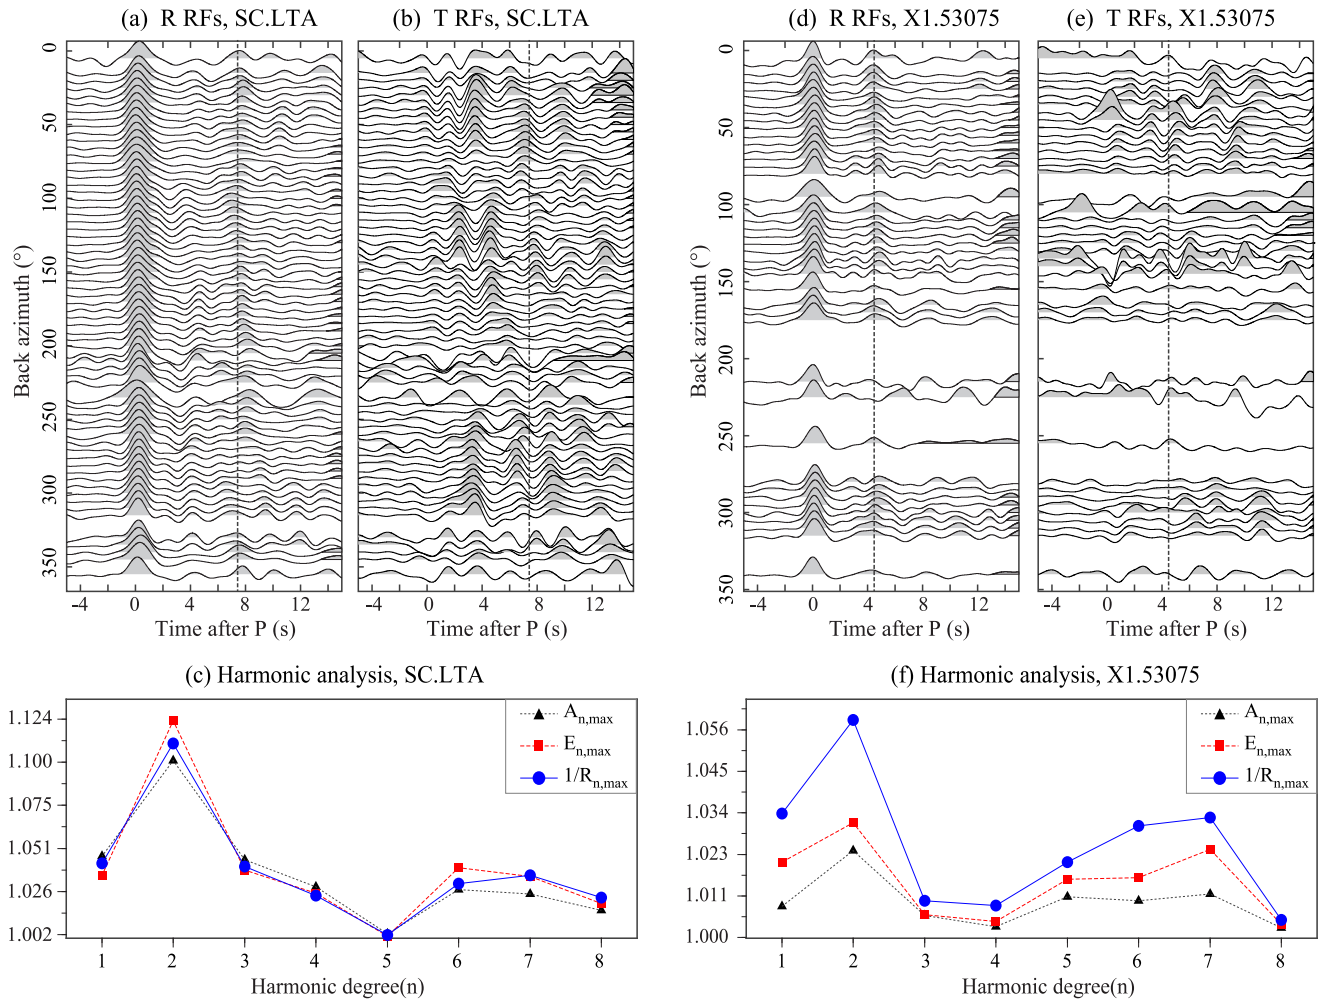 (a) R RFs, SC.LTA
(b) T RFs, SC.LTA
0
50
100
150
200
250
300
350
Back azimuth (°)
-4 0 4 8 12
Time after P (s)
-4 0 4 8 12
Time after P (s)
(d) R RFs, X1.53075
(e) T RFs, X1.53075
0
50
100
150
200
250
300
350
Back azimuth (°)
-4 0 4 8 12
Time after P (s)
-4 0 4 8 12
Time after P (s)
(c) Harmonic analysis, SC.LTA
1.124
1.100
1.075
1.051
1.026
1.002
An,max
En,max
1/Rn,max
1 2 3 4 5 6 7 8
Harmonic degree(n)
(f) Harmonic analysis, X1.53075
1.056
1.045
1.034
1.023
1.011
1.000
An,max
En,max
1/Rn,max
1 2 3 4 5 6 7 8
Harmonic degree(n)